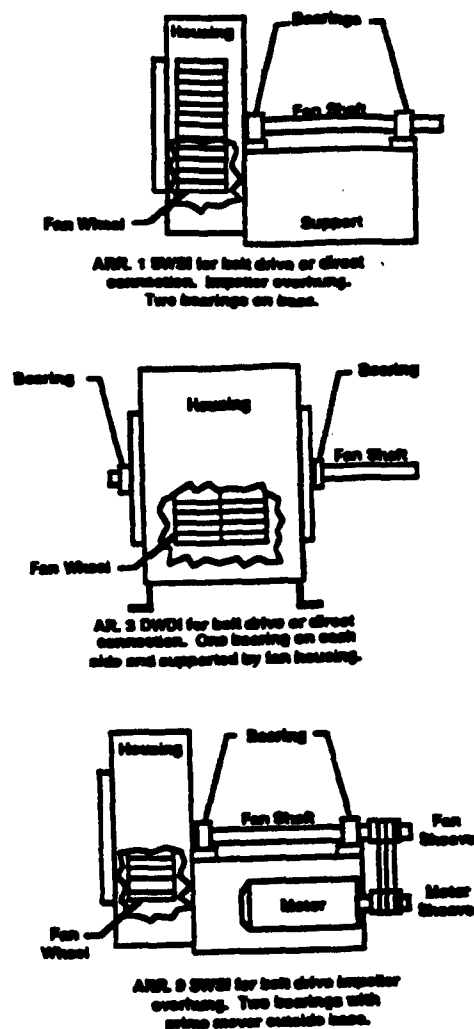 Bearings
Housing
Fan Shaft
Fan Wheel
Support
ARR. 1 SWSI for belt drive or direct
connection. Impeller overhung.
Two bearings on base.
Bearing
Bearing
Housing
Fan Shaft
Fan Wheel
AR. 3 DWDI for belt drive or direct
connection. One bearing on each
side and supported by fan housing.
Housing
Bearing
Fan Shaft
Fan
Sheave
Motor
Motor
Sheave
Fan
Wheel
ARR. 9 SWSI for belt drive impeller
overhung. Two bearings with
prime mover outside base.